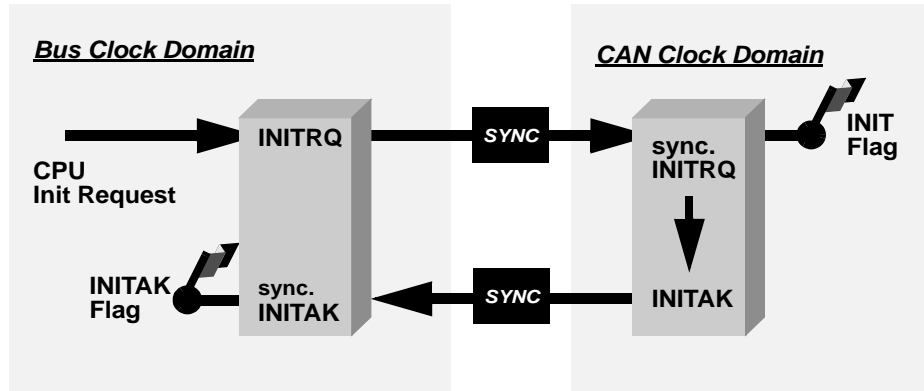 Bus Clock Domain
CAN Clock Domain
INITRQ
SYNC
sync.
INITRQ
INIT
Flag
CPU
Init Request
INITAK
Flag
sync.
INITAK
SYNC
INITAK